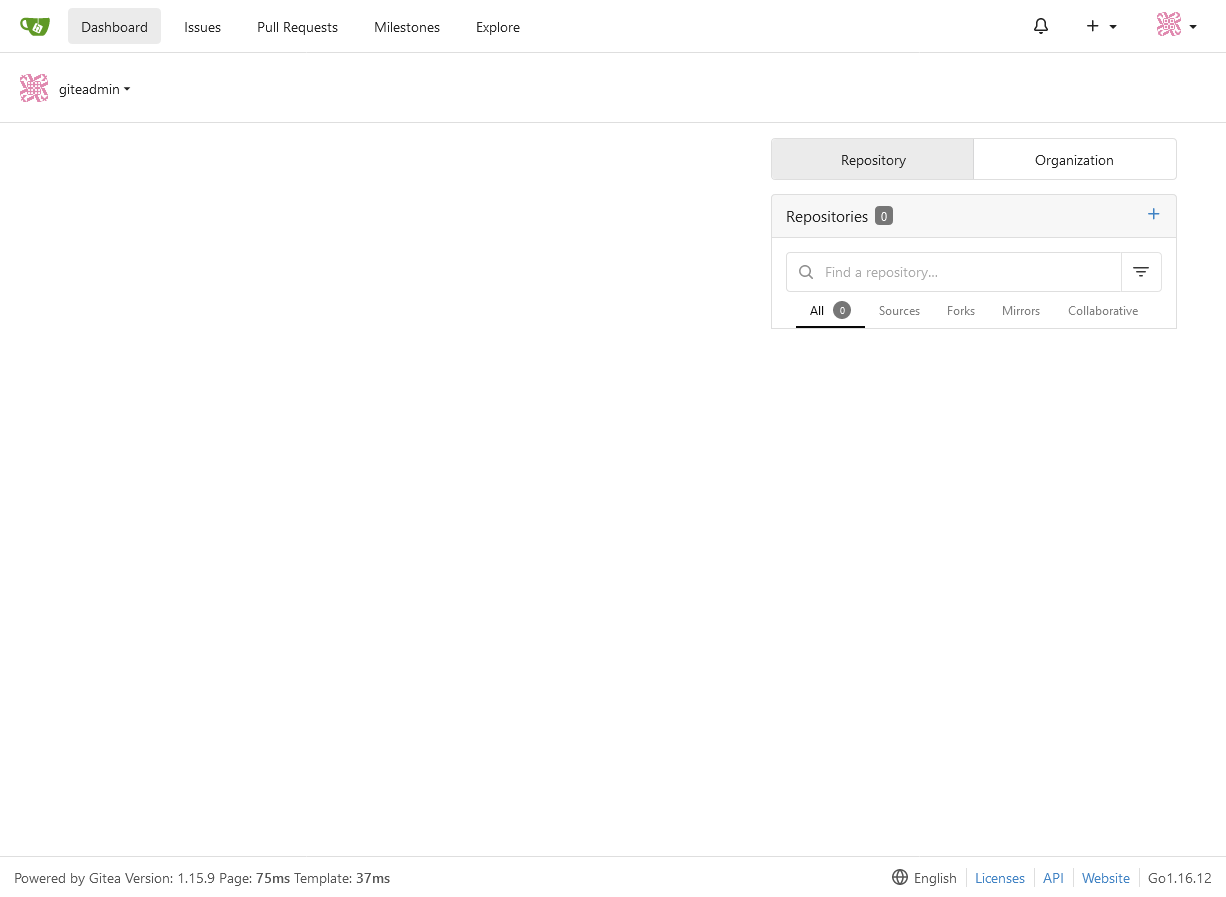 Dashboard Issues Pull Requests Milestones Explore
giteadmin
Repository Organization
Repositories 0
Find a repository...
All 0 Sources Forks Mirrors Collaborative
Powered by Gitea Version: 1.15.9 Page: 75ms Template: 37ms English Licenses API Website Go1.16.12